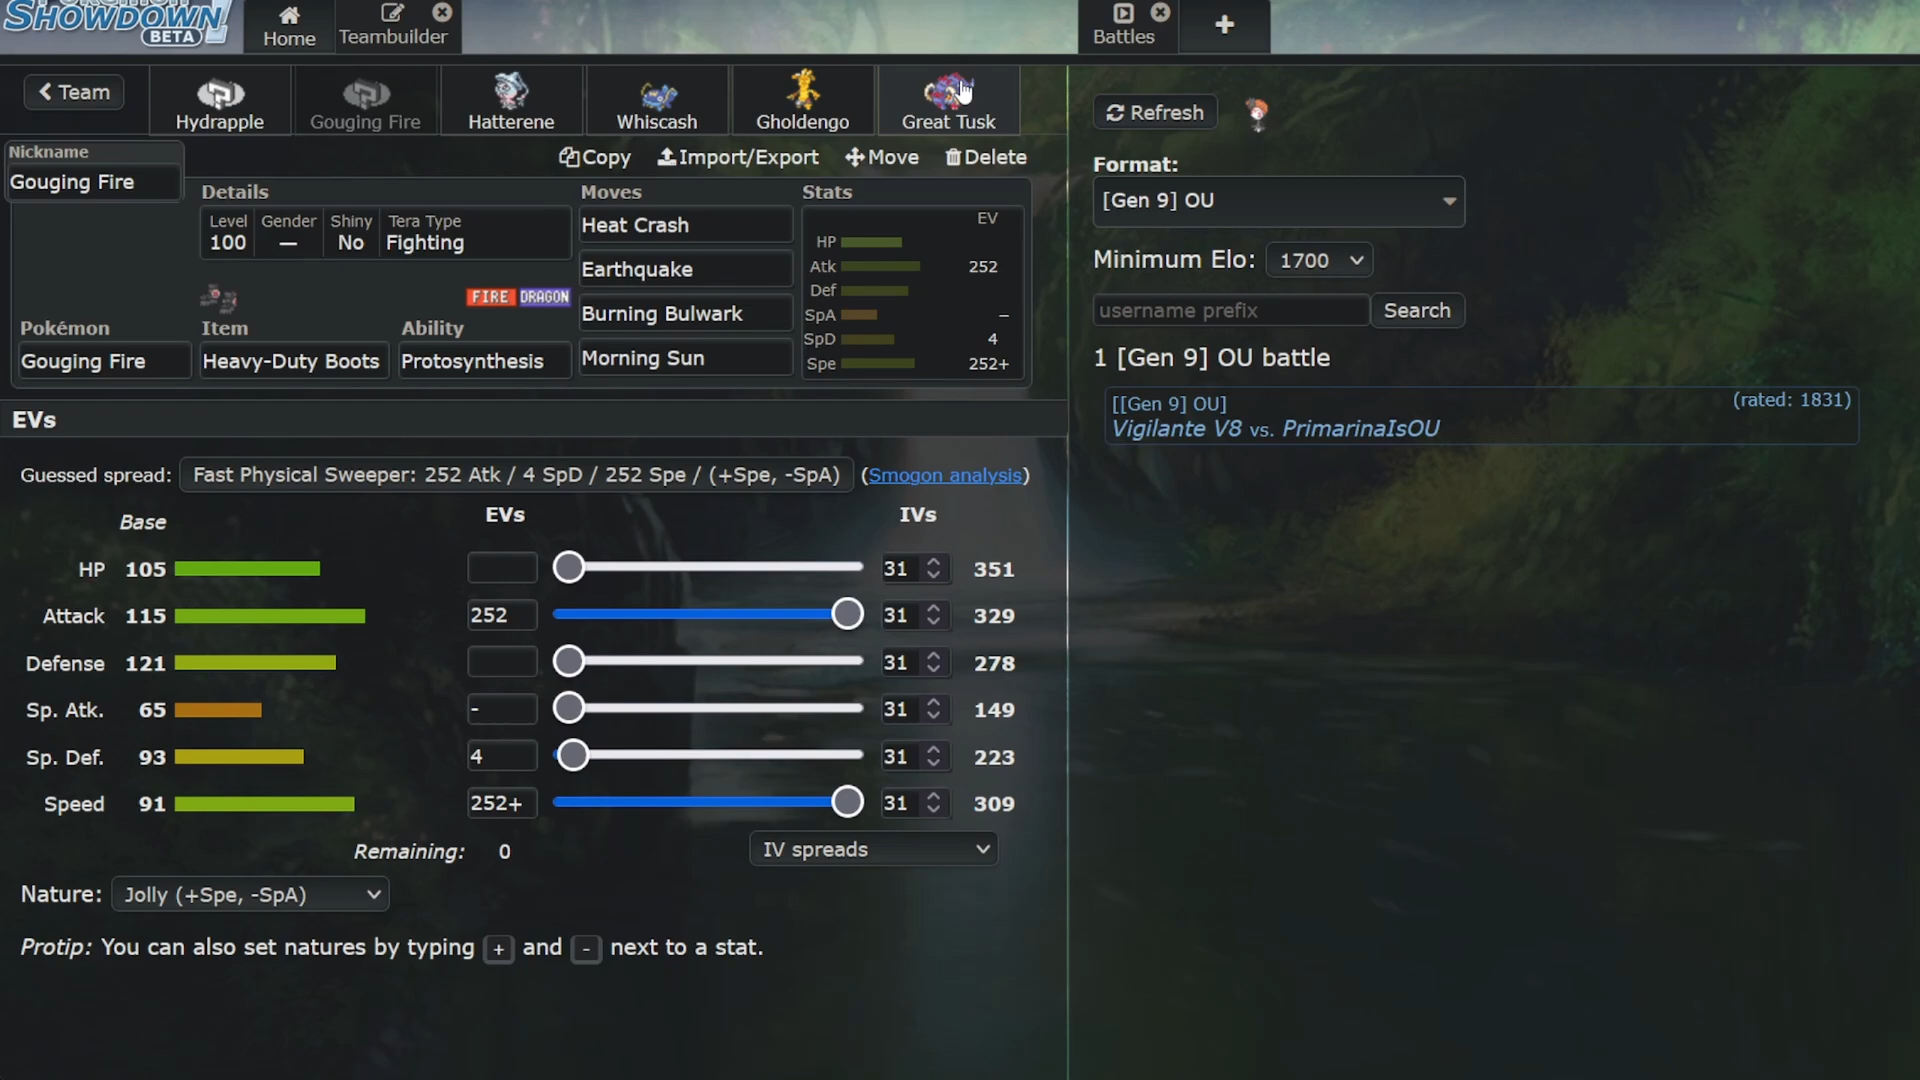 SHOWDOWN!
BETA
Home
Teambuilder
Battles
+
Team
Hydrapple
Gouging Fire
Hatterene
Whiscash
Gholdengo
Great Tusk
Copy
Import/Export
Move
Delete
Nickname
Gouging Fire
Details
Level
100
Gender
—
Shiny
No
Tera Type
Fighting
FIRE DRAGON
Pokémon
Gouging Fire
Item
Heavy-Duty Boots
Ability
Protosynthesis
Moves
Heat Crash
Earthquake
Burning Bulwark
Morning Sun
Stats
EV
HP
Atk 252
Def
SpA –
SpD 4
Spe 252+
EVs
Guessed spread: Fast Physical Sweeper: 252 Atk / 4 SpD / 252 Spe / (+Spe, -SpA) (Smogon analysis)
Base EVs IVs
HP 105 31 351
Attack 115 252 31 329
Defense 121 31 278
Sp. Atk. 65 - 31 149
Sp. Def. 93 4 31 223
Speed 91 252+ 31 309
Remaining: 0
IV spreads
Nature: Jolly (+Spe, -SpA)
Protip: You can also set natures by typing + and - next to a stat.
Refresh
Format:
[Gen 9] OU
Minimum Elo: 1700
username prefix
Search
1 [Gen 9] OU battle
[[Gen 9] OU]
(rated: 1831)
Vigilante V8 vs. PrimarinaIsOU